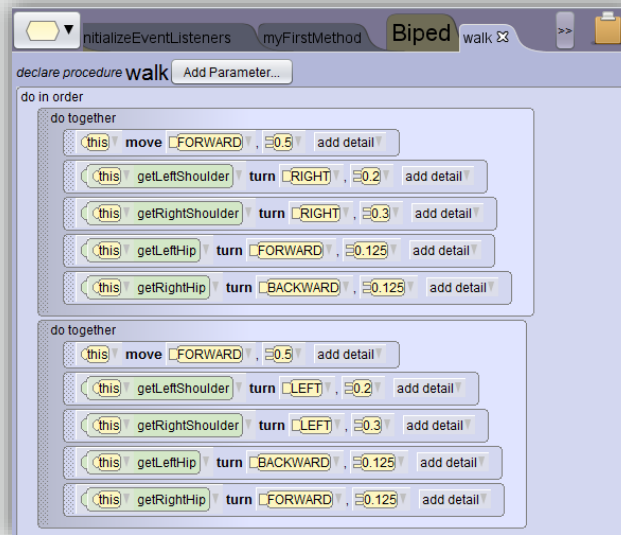 nitializeEventListeners myFirstMethod Biped walk >>
declare procedure walk Add Parameter...
do in order
do together
this move FORWARD , 0.5 add detail
this getLeftShoulder turn RIGHT , 0.2 add detail
this getRightShoulder turn RIGHT , 0.3 add detail
this getLeftHip turn FORWARD , 0.125 add detail
this getRightHip turn BACKWARD , 0.125 add detail
do together
this move FORWARD , 0.5 add detail
this getLeftShoulder turn LEFT , 0.2 add detail
this getRightShoulder turn LEFT , 0.3 add detail
this getLeftHip turn BACKWARD , 0.125 add detail
this getRightHip turn FORWARD , 0.125 add detail